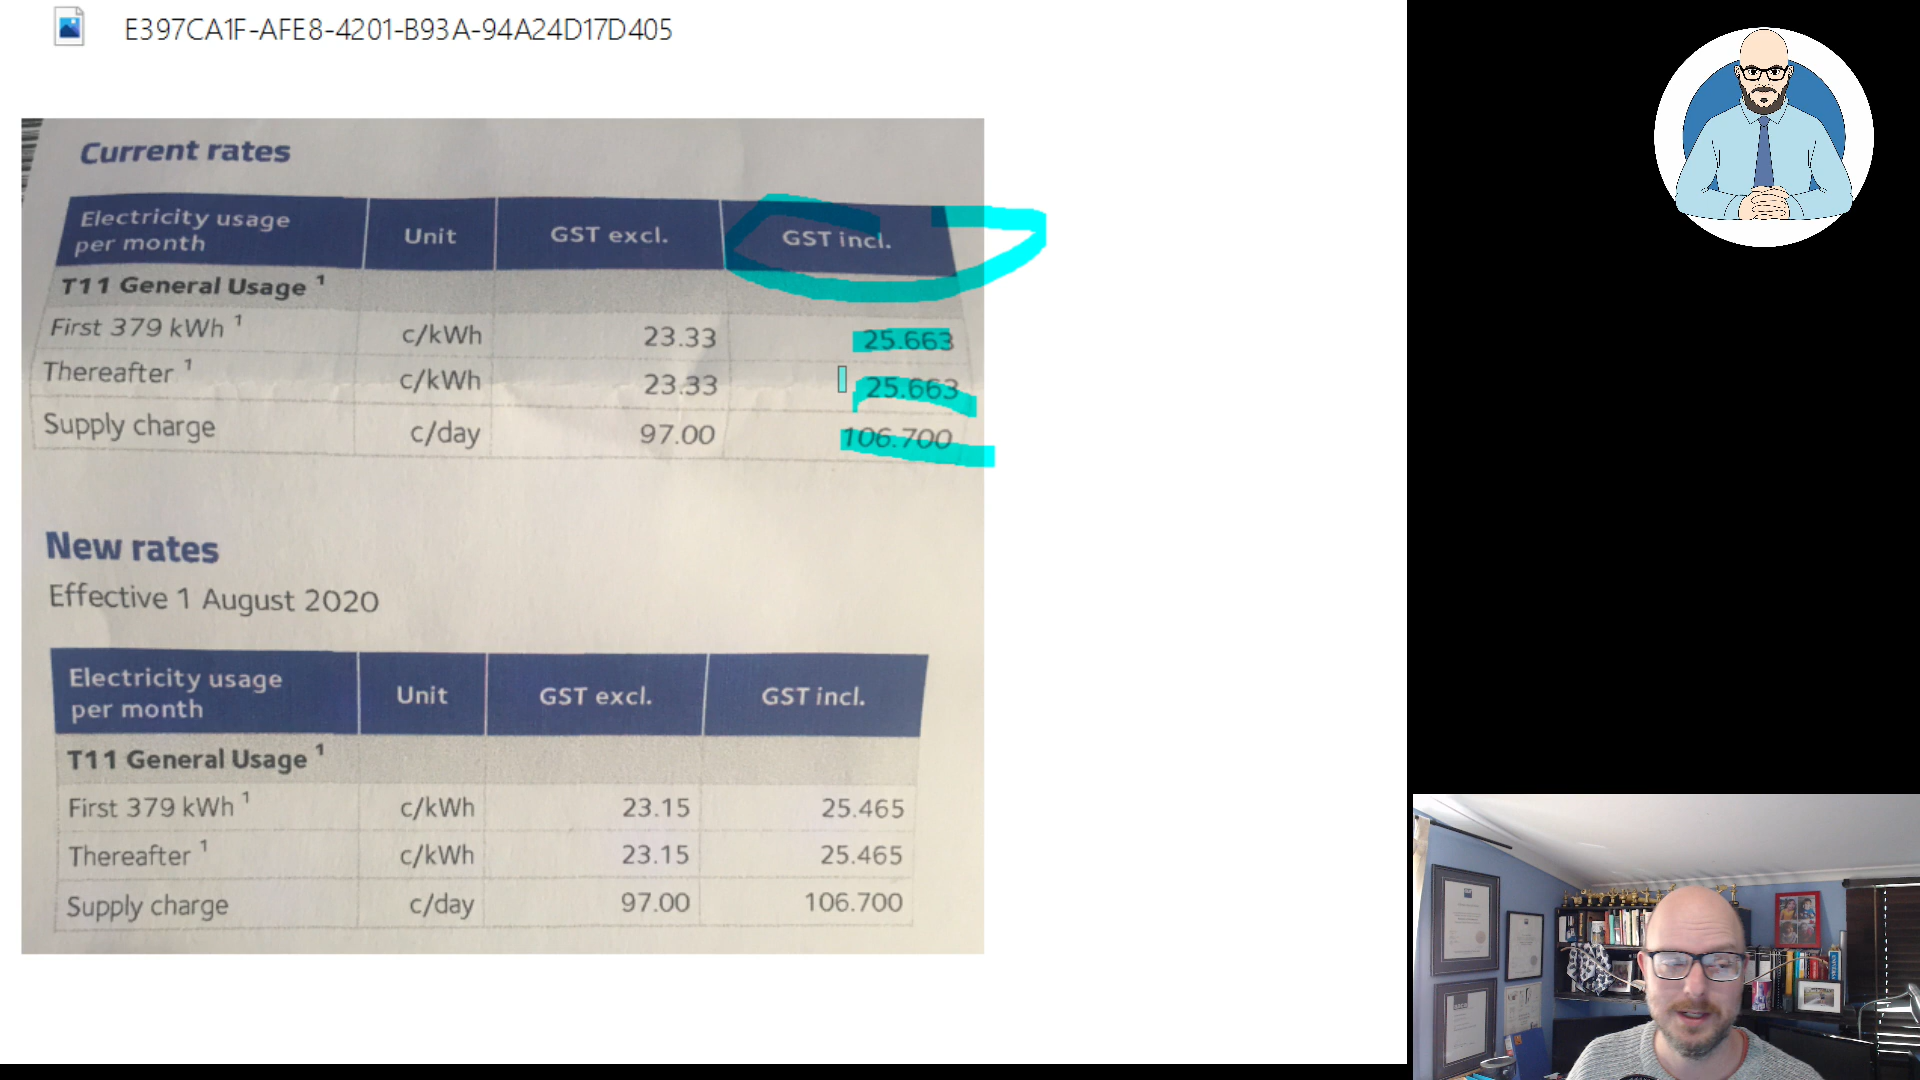 E397CA1F-AFE8-4201-B93A-94A24D17D405
Current rates
Electricity usage per month Unit GST excl. GST incl.
T11 General Usage 1
First 379 kWh 1 c/kWh 23.33 25.663
Thereafter 1 c/kWh 23.33 25.663
Supply charge c/day 97.00 106.700
New rates
Effective 1 August 2020
Electricity usage per month Unit GST excl. GST incl.
T11 General Usage 1
First 379 kWh 1 c/kWh 23.15 25.465
Thereafter 1 c/kWh 23.15 25.465
Supply charge c/day 97.00 106.700